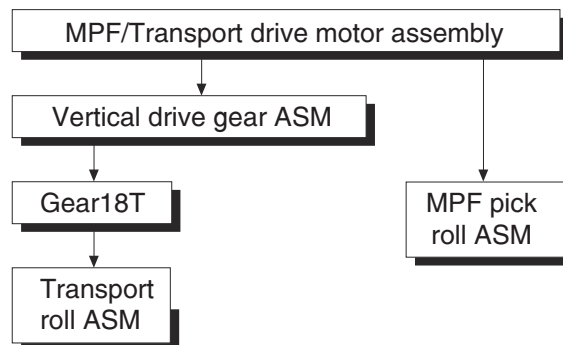 MPF/Transport drive motor assembly
Vertical drive gear ASM
Gear18T
MPF pick
roll ASM
Transport
roll ASM